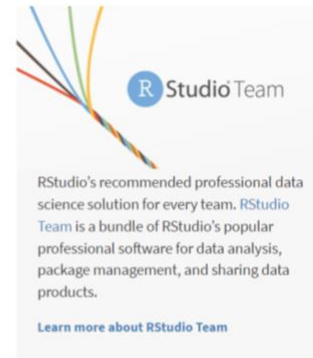 R Studio® Team
RStudio's recommended professional data
science solution for every team. RStudio
Team is a bundle of RStudio's popular
professional software for data analysis,
package management, and sharing data
products.
Learn more about RStudio Team